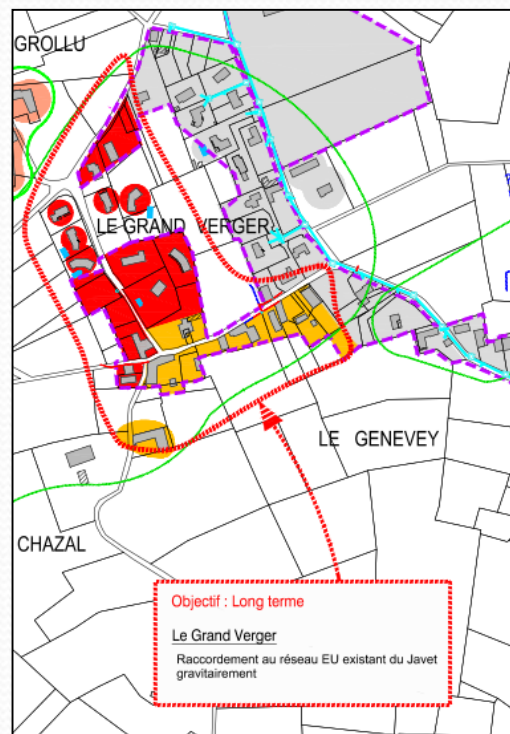 GROLLU
LE GRAND VERGER
LE GENEVEY
CHAZAL
Objectif : Long terme
Le Grand Verger
Raccordement au réseau EU existant du Javet
gravitairement